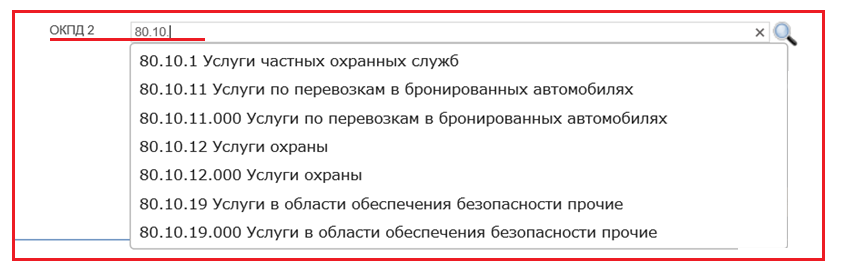 ОКПД 2 80.10.
80.10.1 Услуги частных охранных служб
80.10.11 Услуги по перевозкам в бронированных автомобилях
80.10.11.000 Услуги по перевозкам в бронированных автомобилях
80.10.12 Услуги охраны
80.10.12.000 Услуги охраны
80.10.19 Услуги в области обеспечения безопасности прочие
80.10.19.000 Услуги в области обеспечения безопасности прочие